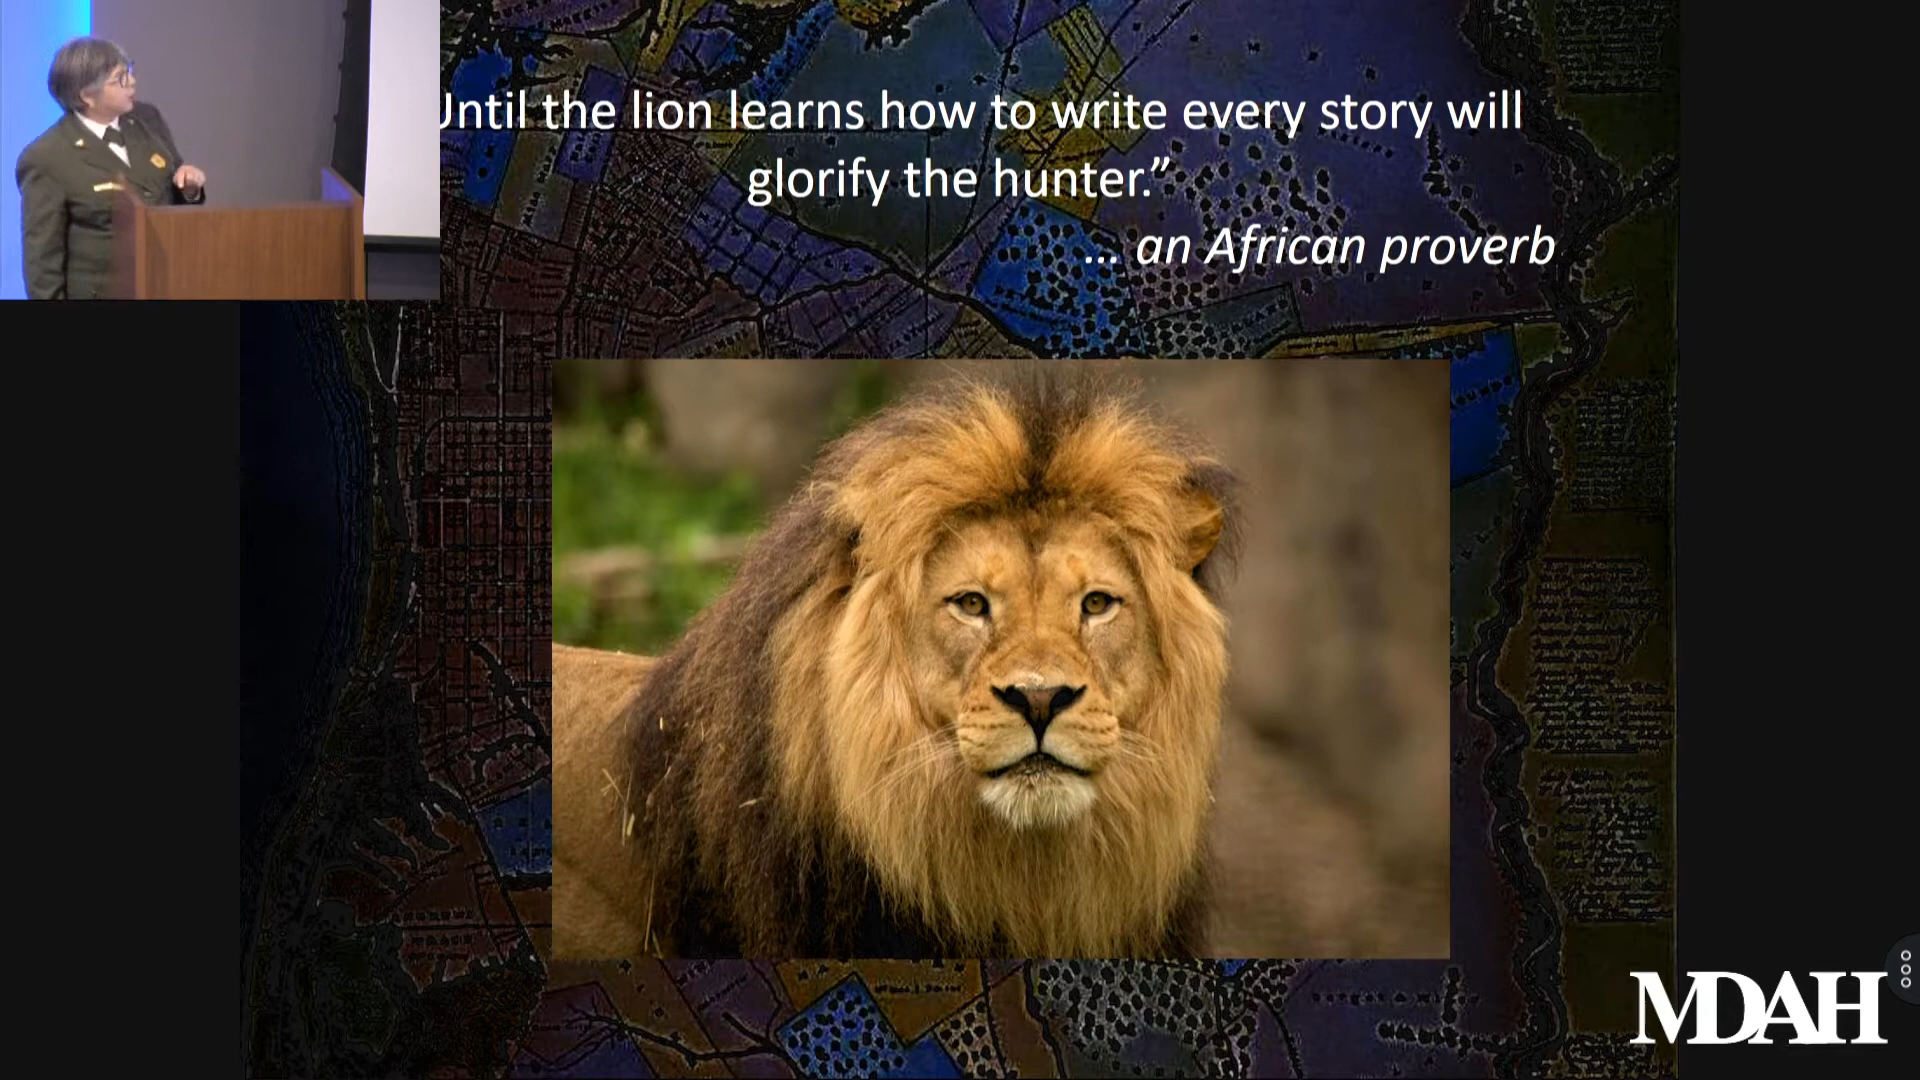 Until the lion learns how to write every story will
glorify the hunter.”
... an African proverb
MDAH